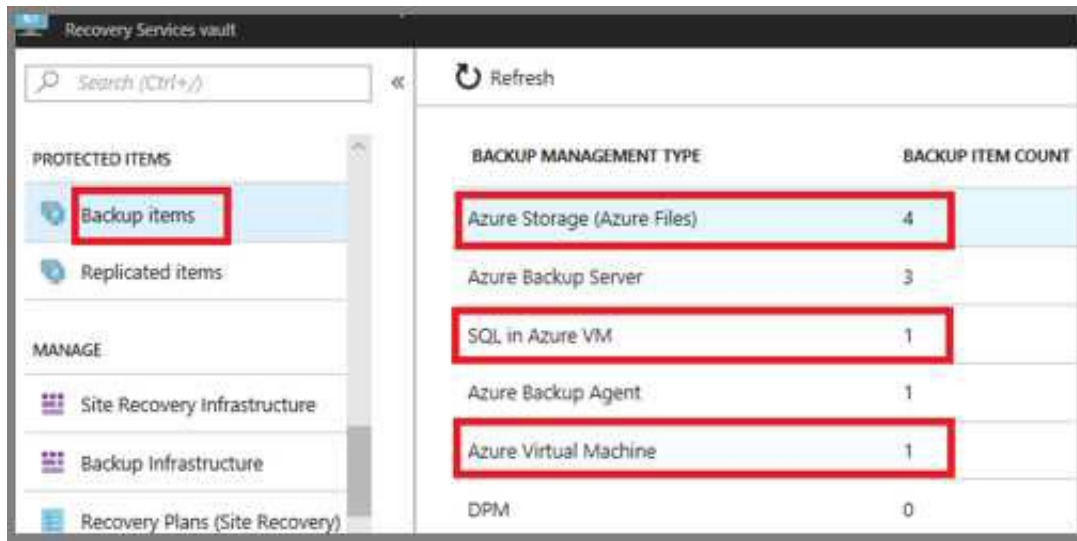 Recovery Services vault
Search (Ctrl+/)
«
Refresh
PROTECTED ITEMS
Backup items
Replicated items
MANAGE
Site Recovery Infrastructure
Backup Infrastructure
Recovery Plans (Site Recovery)
BACKUP MANAGEMENT TYPE BACKUP ITEM COUNT
Azure Storage (Azure Files) 4
Azure Backup Server 3
SQL in Azure VM 1
Azure Backup Agent 1
Azure Virtual Machine 1
DPM 0